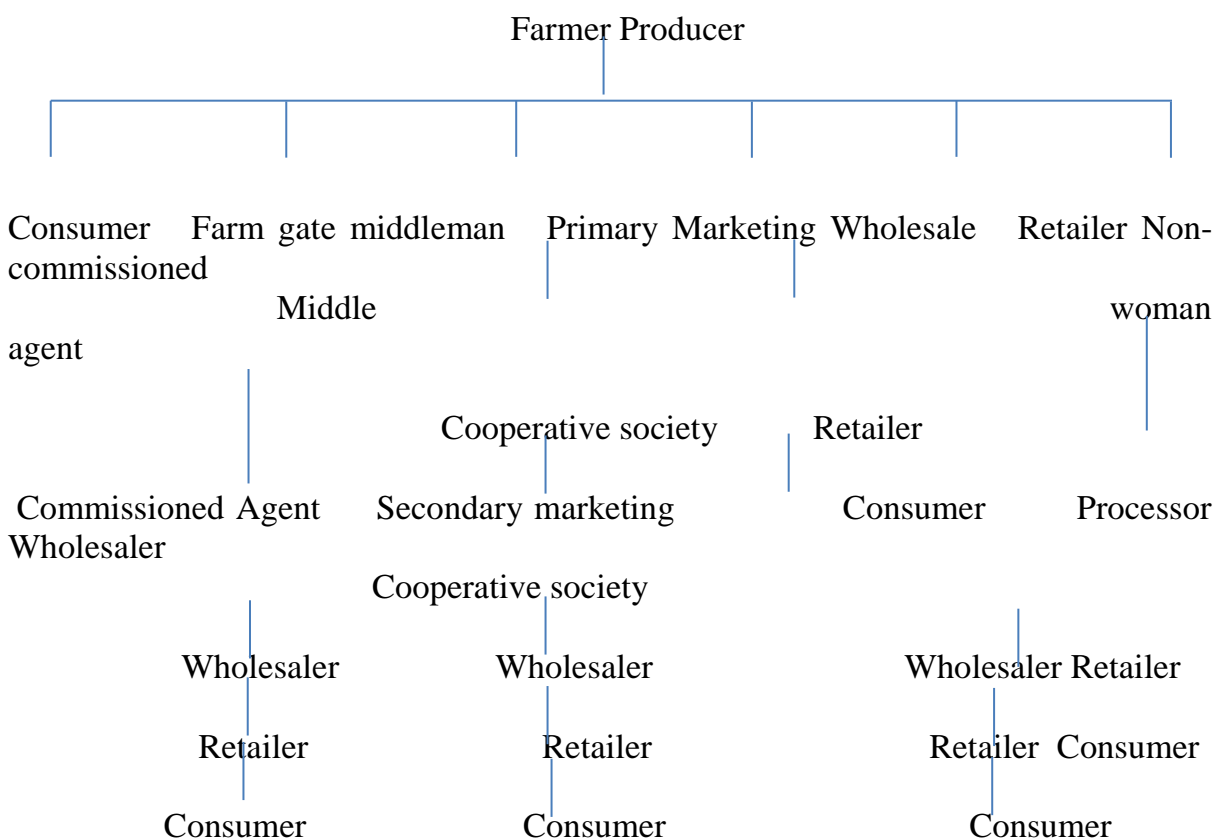 Farmer Producer
Consumer Farm gate middleman Primary Marketing Wholesale Retailer Non-
commissioned
Middle woman
agent
Cooperative society Retailer
Commissioned Agent Secondary marketing Consumer Processor
Wholesaler
Cooperative society
Wholesaler Wholesaler Wholesaler Retailer
Retailer Retailer Retailer Consumer
Consumer Consumer Consumer